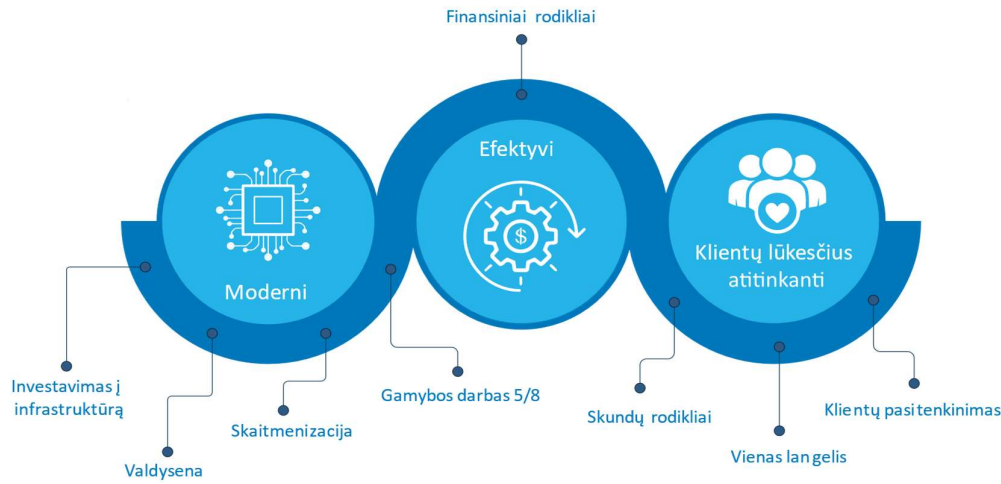 Finansiniai rodikliai
Efektyvi
$
Moderni
Klientų lūkesčius
atitinkanti
Investavimas į
infrastruktūrą
Valdysena
Skaitmenizacija
Gamybos darbas 5/8
Skundų rodikliai
Vienas langelis
Klientų pasitenkinimas